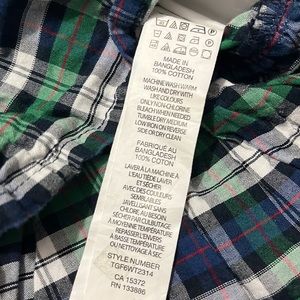 MADE IN
BANGLADESH
100% COTTON
MACHINE WASH WARM
WASH AND DRY WITH
LIKE COLOURS
ONLY NON-CHLORINE
BLEACH WHEN NEEDED
TUMBLE DRY MEDIUM
LOW IRON ON REVERSE
SIDE OR DRY CLEAN
FABRIQUÉ AU
BANGLADESH
100% COTON
LAVER À LA MACHINE À
L'EAU TIÈDE LAVER
AVEC DES COULEURS
SEMBLABLES
JAVELLISANT SANS
CHLORE AU BESOIN
SÉCHER PAR CULBUTAGE
À MOYENNE TEMPÉRATURE
REPASSER L'ENVERS
À BASSE TEMPÉRATURE
OU NETTOYAGE À SEC
STYLE NUMBER
TGF6WT2314
CA 15372
RN 133886